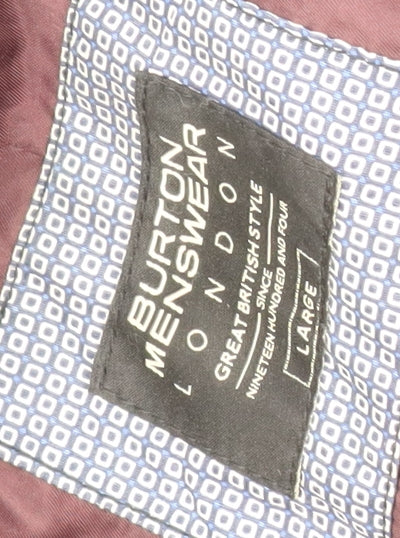 BURTON
MENSWEAR
LONDON
GREAT BRITISH STYLE
SINCE
NINETEEN HUNDRED AND FOUR
LARGE